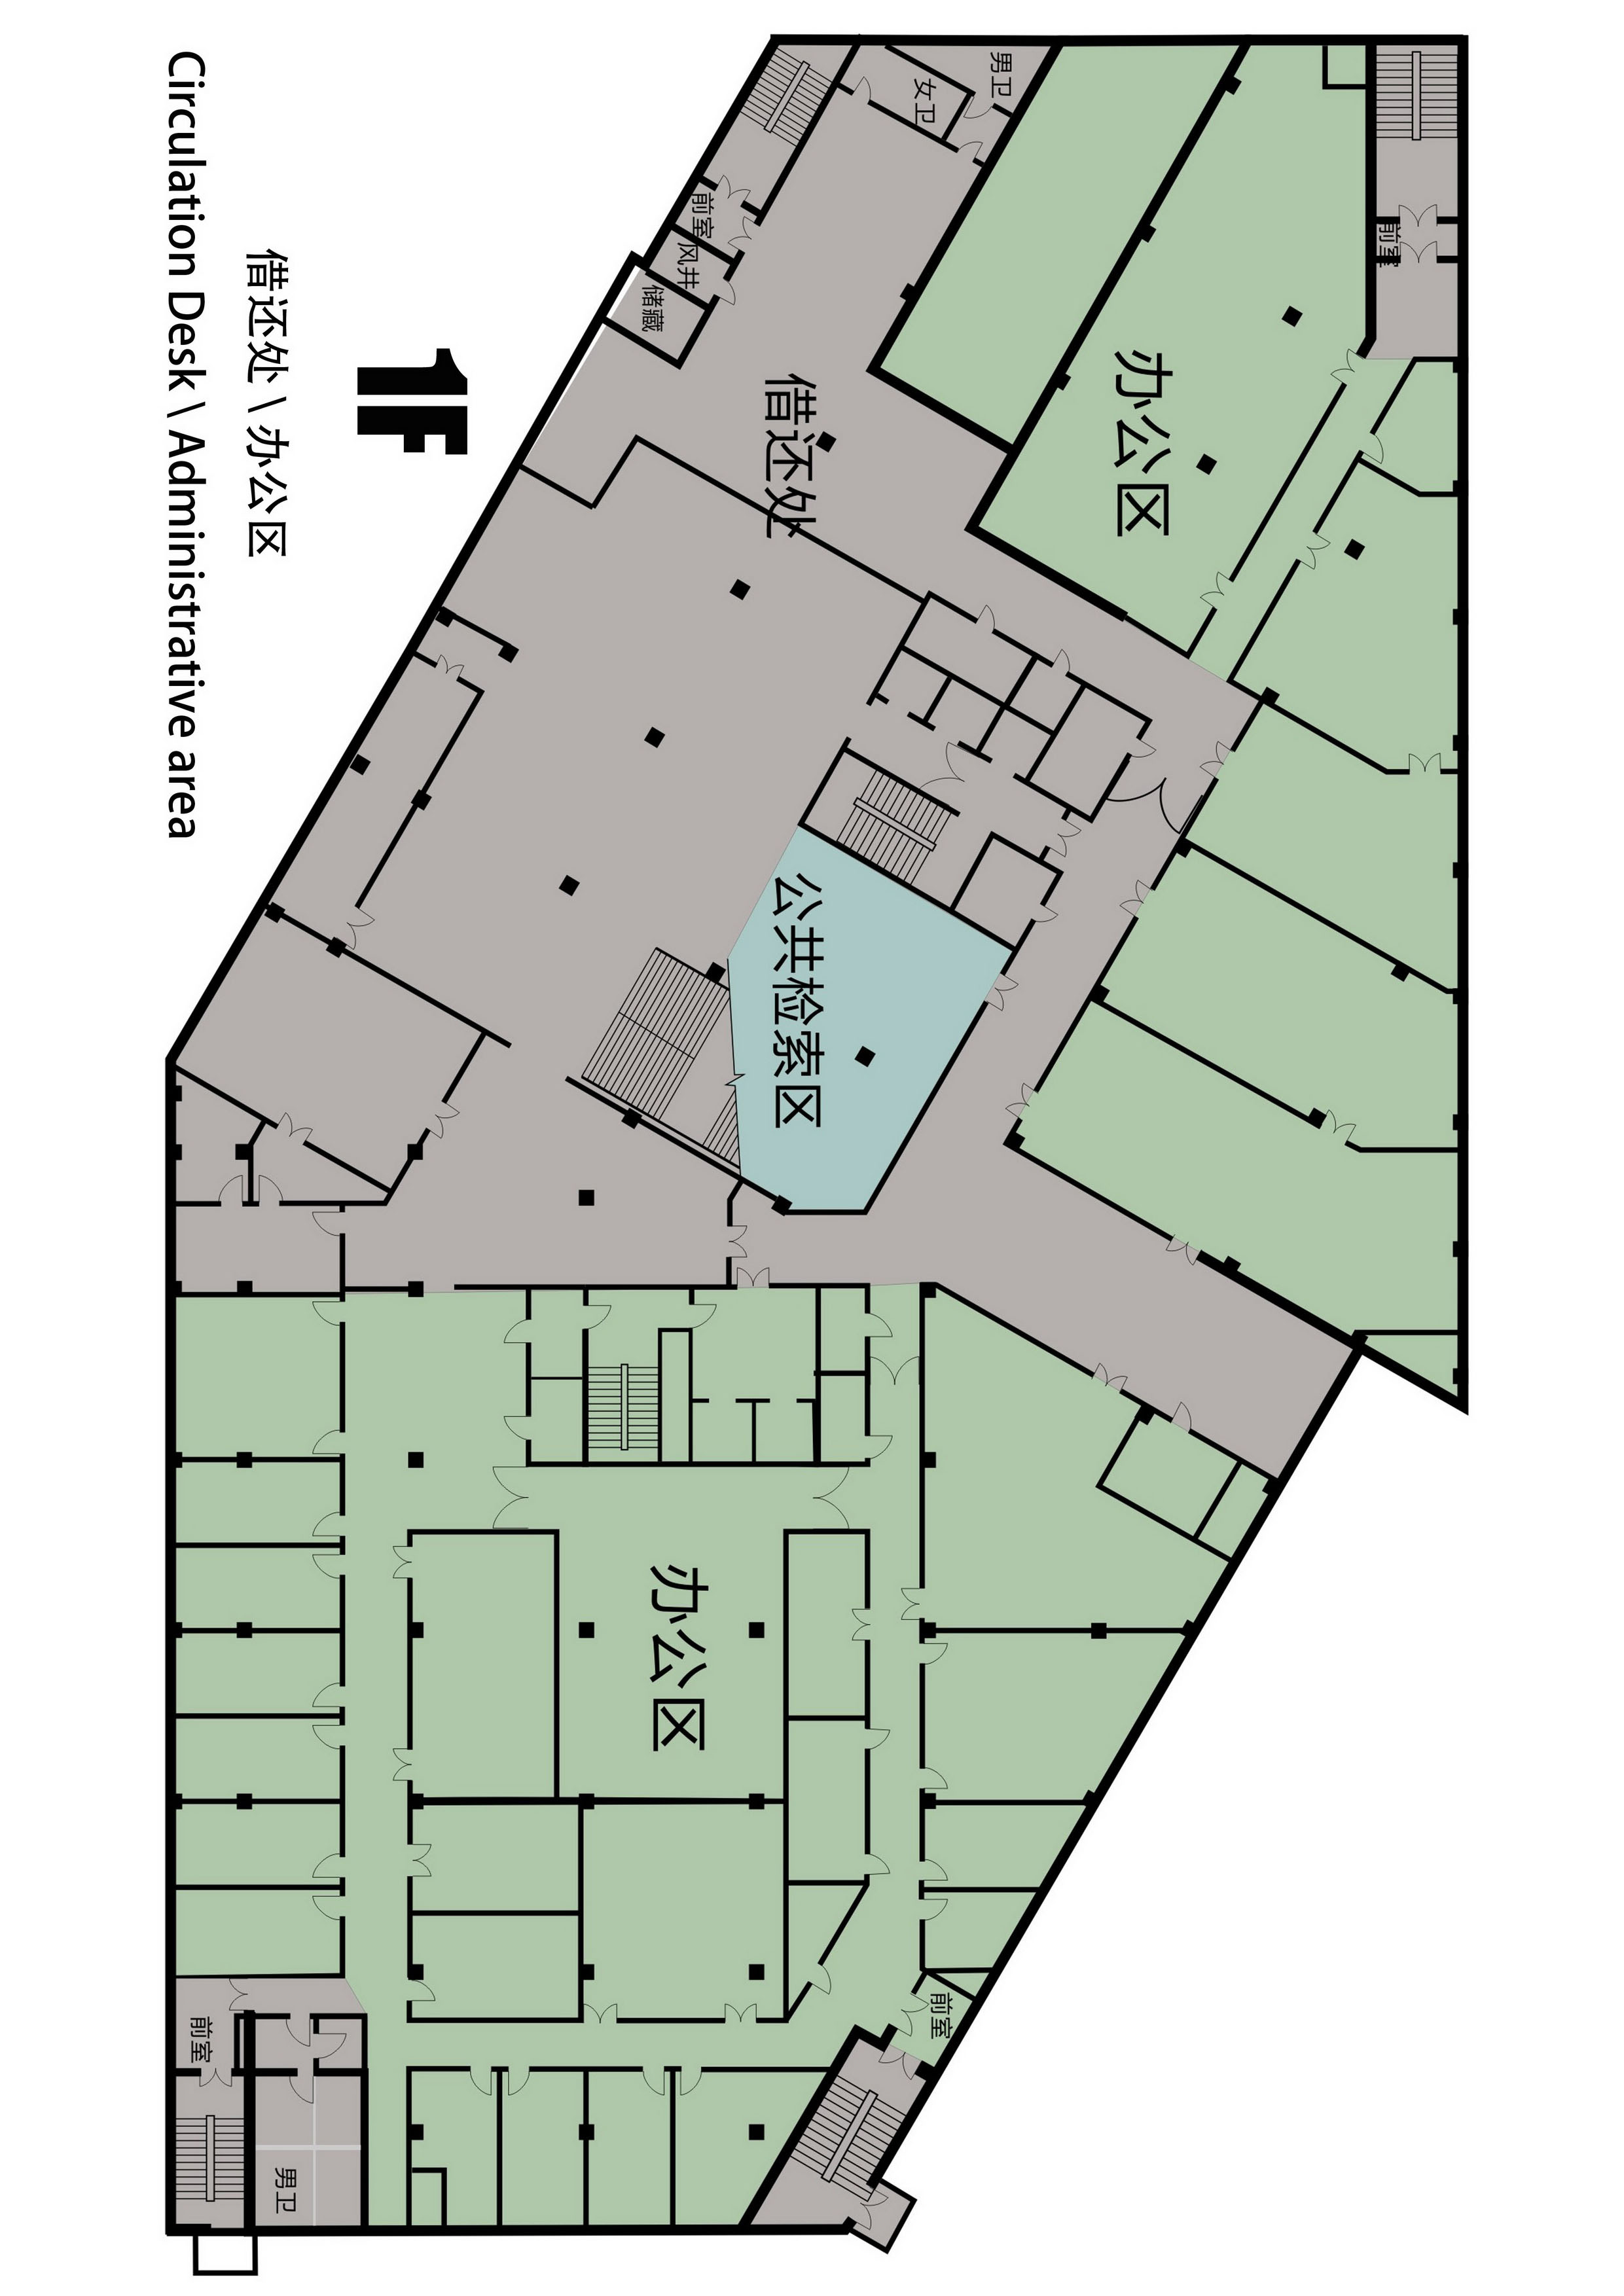 1F
借还处 \ 办公区
Circulation Desk \ Administrative area
前室
办公区
男卫
女卫
前室
风井
储藏
借还处
公共检索区
办公区
前室
前室
男卫